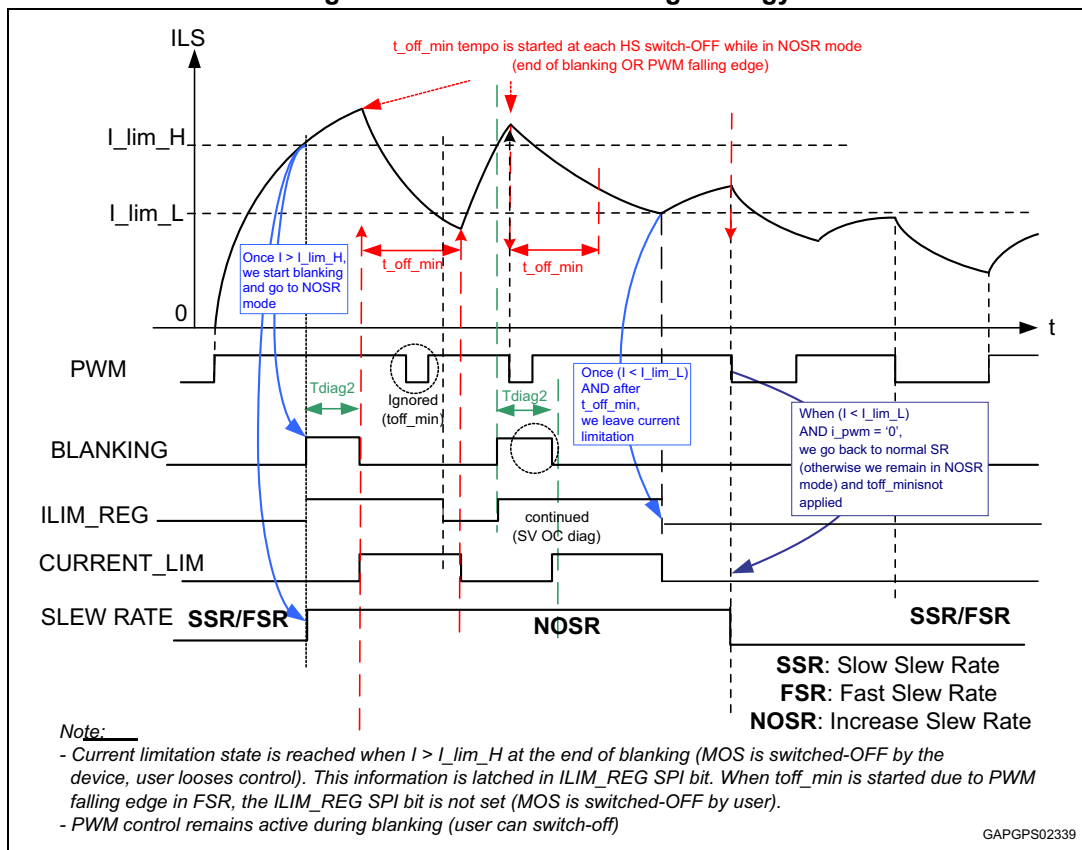 ILS
t_off_min tempo is started at each HS switch-OFF while in NOSR mode
(end of blanking OR PWM falling edge)
I_lim_H
I_lim_L
Once I > I_lim_H,
we start blanking
and go to NOSR
mode
t_off_min
t_off_min
0
t
PWM
Tdiag2
Ignored
(toff_min)
Tdiag2
Once (I < I_lim_L)
AND after
t_off_min,
we leave current
limitation
When (I < I_lim_L)
AND i_pwm = ‘0’,
we go back to normal SR
(otherwise we remain in NOSR
mode) and toff_minisnot
applied
BLANKING
ILIM_REG
continued
(SV OC diag)
CURRENT_LIM
SLEW RATE
SSR/FSR
NOSR
SSR/FSR
SSR: Slow Slew Rate
FSR: Fast Slew Rate
NOSR: Increase Slew Rate
Note:
- Current limitation state is reached when I > I_lim_H at the end of blanking (MOS is switched-OFF by the
device, user looses control). This information is latched in ILIM_REG SPI bit. When toff_min is started due to PWM
falling edge in FSR, the ILIM_REG SPI bit is not set (MOS is switched-OFF by user).
- PWM control remains active during blanking (user can switch-off)
GAPGPS02339